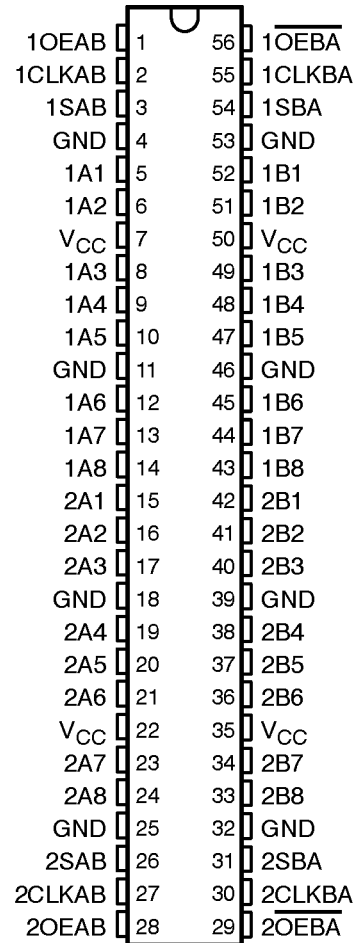 1OEAB 1 56 1O̅E̅B̅A̅
1CLKAB 2 55 1CLKBA
1SAB 3 54 1SBA
GND 4 53 GND
1A1 5 52 1B1
1A2 6 51 1B2
VCC 7 50 VCC
1A3 8 49 1B3
1A4 9 48 1B4
1A5 10 47 1B5
GND 11 46 GND
1A6 12 45 1B6
1A7 13 44 1B7
1A8 14 43 1B8
2A1 15 42 2B1
2A2 16 41 2B2
2A3 17 40 2B3
GND 18 39 GND
2A4 19 38 2B4
2A5 20 37 2B5
2A6 21 36 2B6
VCC 22 35 VCC
2A7 23 34 2B7
2A8 24 33 2B8
GND 25 32 GND
2SAB 26 31 2SBA
2CLKAB 27 30 2CLKBA
2OEAB 28 29 2O̅E̅B̅A̅